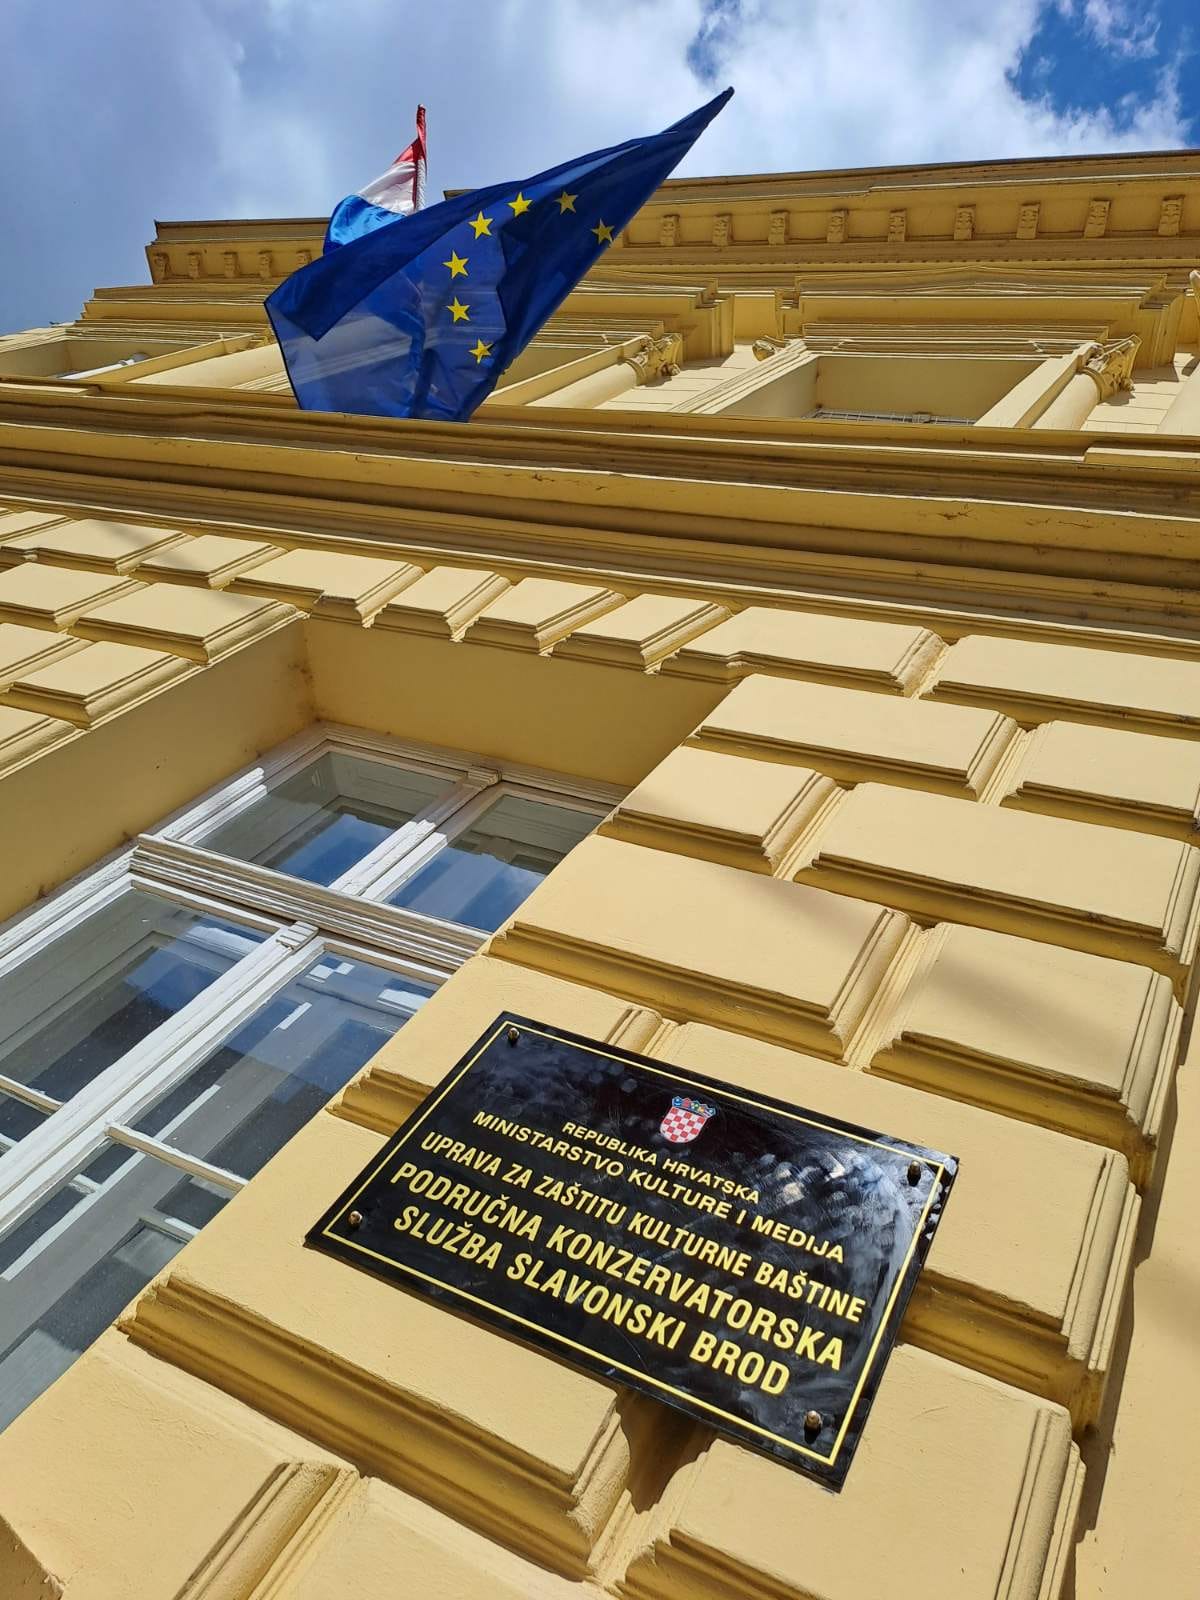 REPUBLIKA HRVATSKA
MINISTARSTVO KULTURE I MEDIJA
UPRAVA ZA ZAŠTITU KULTURNE BAŠTINE
PODRUČNA KONZERVATORSKA
SLUŽBA SLAVONSKI BROD